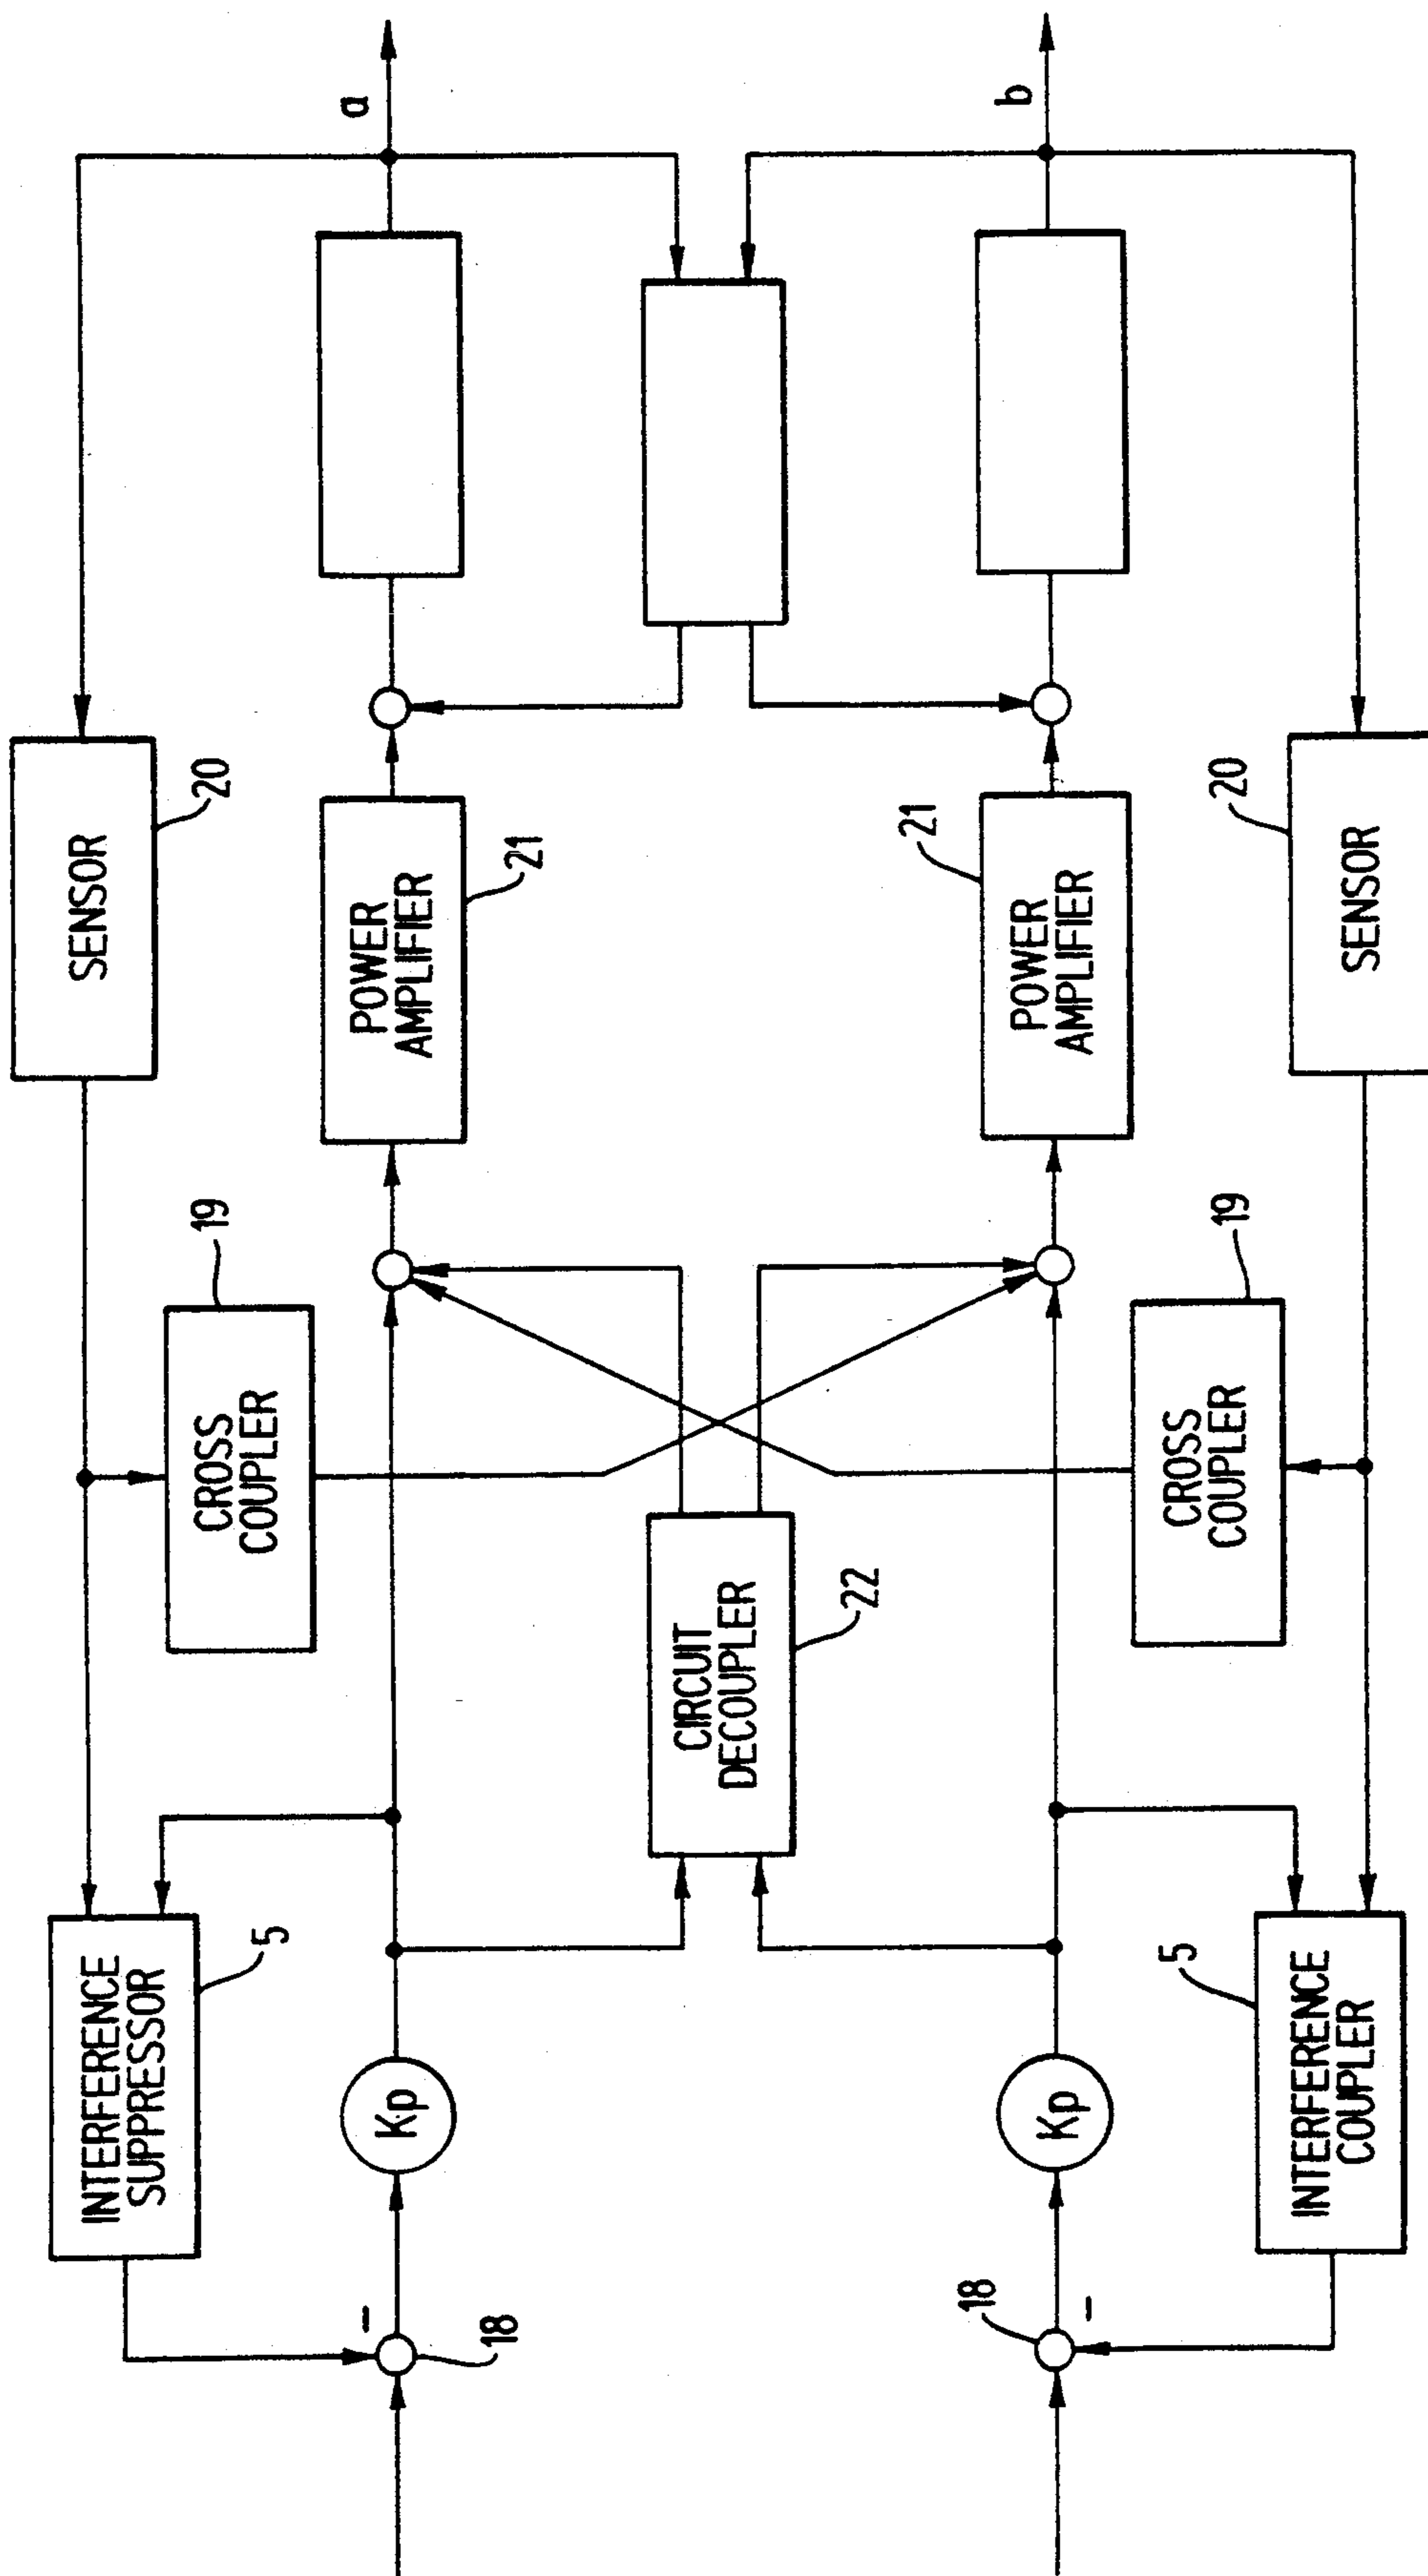 INTERFERENCE
SUPPRESSOR
5
CROSS
COUPLER
19
SENSOR
20
–
18
Kp
POWER
AMPLIFIER
21
a
CIRCUIT
DECOUPLER
22
18
–
Kp
POWER
AMPLIFIER
21
b
INTERFERENCE
COUPLER
5
CROSS
COUPLER
19
SENSOR
20